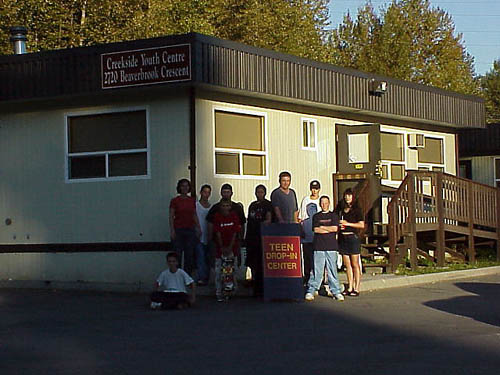 Creekside Youth Centre
2720 Beaverbrook Crescent
TEEN
DROP-IN
CENTER